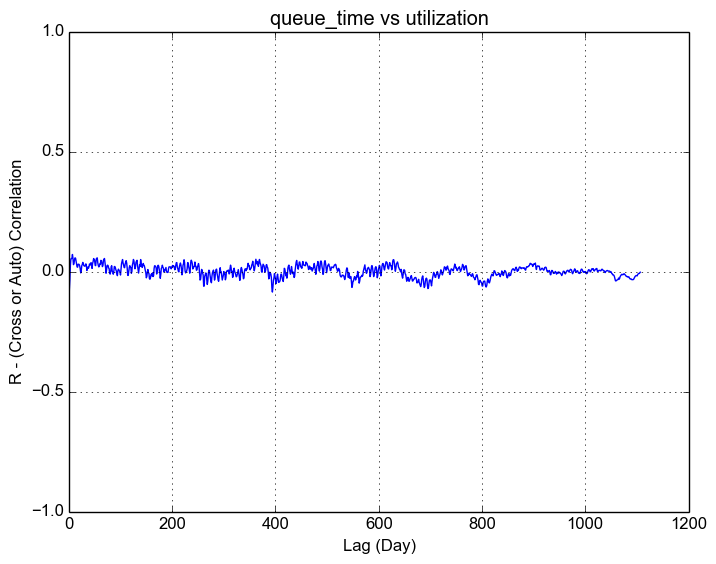 queue_time vs utilization
1.0
0.5
0.0
−0.5
−1.0
R - (Cross or Auto) Correlation
0 200 400 600 800 1000 1200
Lag (Day)